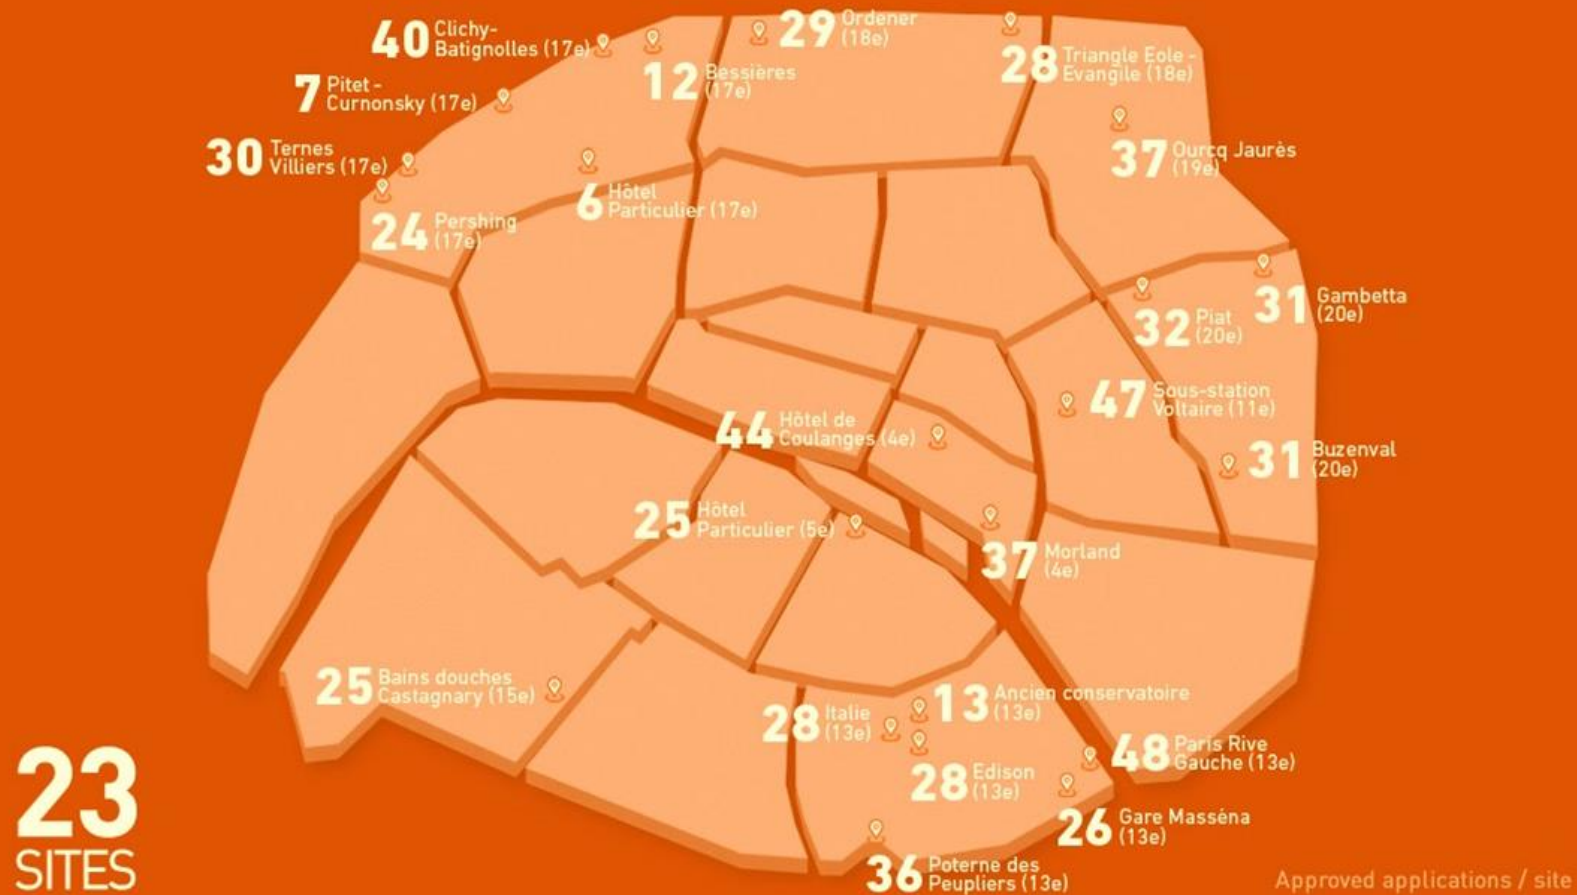 40 Clichy-
Batignolles (17e)
29 Ordener
(18e)
28 Triangle Eole -
Evangile (18e)
12 Bessières
(17e)
7 Pitet -
Curnonsky (17e)
30 Ternes
Villiers (17e)
37 Ourcq Jaurès
(19e)
6 Hôtel
Particulier (17e)
24 Pershing
(17e)
31 Gambetta
(20e)
32 Piat
(20e)
47 Sous-station
Voltaire (11e)
44 Hôtel de
Coulanges (4e)
31 Buzenval
(20e)
25 Hôtel
Particulier (5e)
37 Morland
(4e)
25 Bains douches
Castagnary (15e)
13 Ancien conservatoire
(13e)
28 Italie
(13e)
48 Paris Rive
Gauche (13e)
28 Edison
(13e)
26 Gare Masséna
(13e)
36 Poterne des
Peupliers (13e)
23
SITES
Approved applications / site